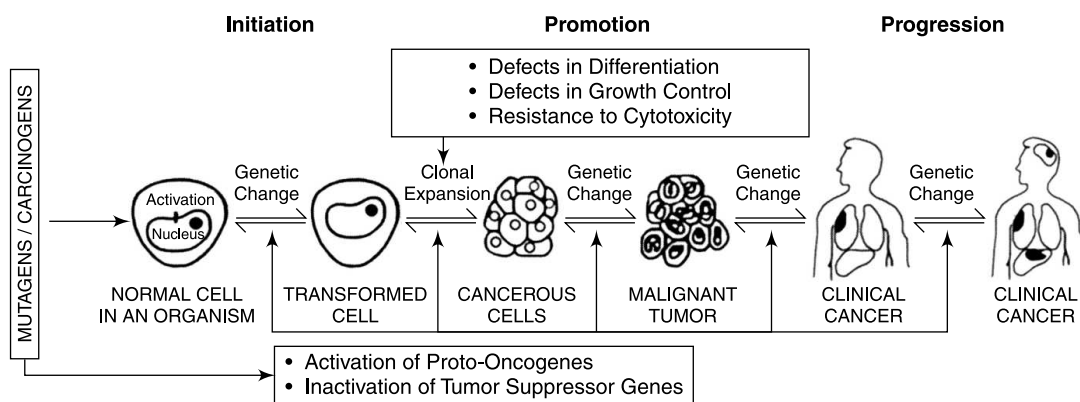 Initiation
Promotion
Progression
• Defects in Differentiation
• Defects in Growth Control
• Resistance to Cytotoxicity
MUTAGENS / CARCINOGENS
Activation
Nucleus
Genetic
Change
Clonal
Expansion
Genetic
Change
Genetic
Change
Genetic
Change
NORMAL CELL
IN AN ORGANISM
TRANSFORMED
CELL
CANCEROUS
CELLS
MALIGNANT
TUMOR
CLINICAL
CANCER
CLINICAL
CANCER
• Activation of Proto-Oncogenes
• Inactivation of Tumor Suppressor Genes